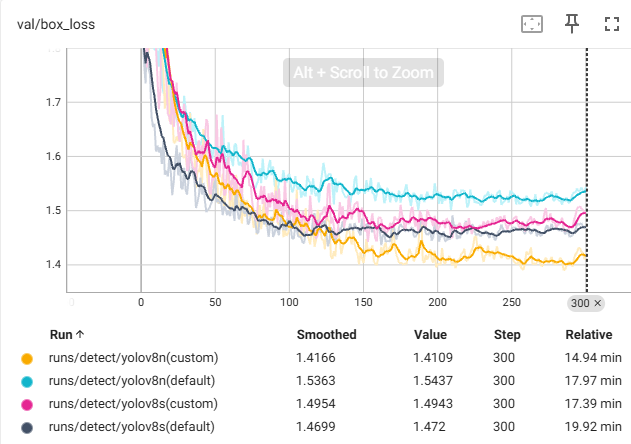 val/box_loss
Alt + Scroll to Zoom
1.7
1.6
1.5
1.4
0 50 100 150 200 250 300 ×
Run ↑ Smoothed Value Step Relative
runs/detect/yolov8n(custom) 1.4166 1.4109 300 14.94 min
runs/detect/yolov8n(default) 1.5363 1.5437 300 17.97 min
runs/detect/yolov8s(custom) 1.4954 1.4943 300 17.39 min
runs/detect/yolov8s(default) 1.4699 1.472 300 19.92 min